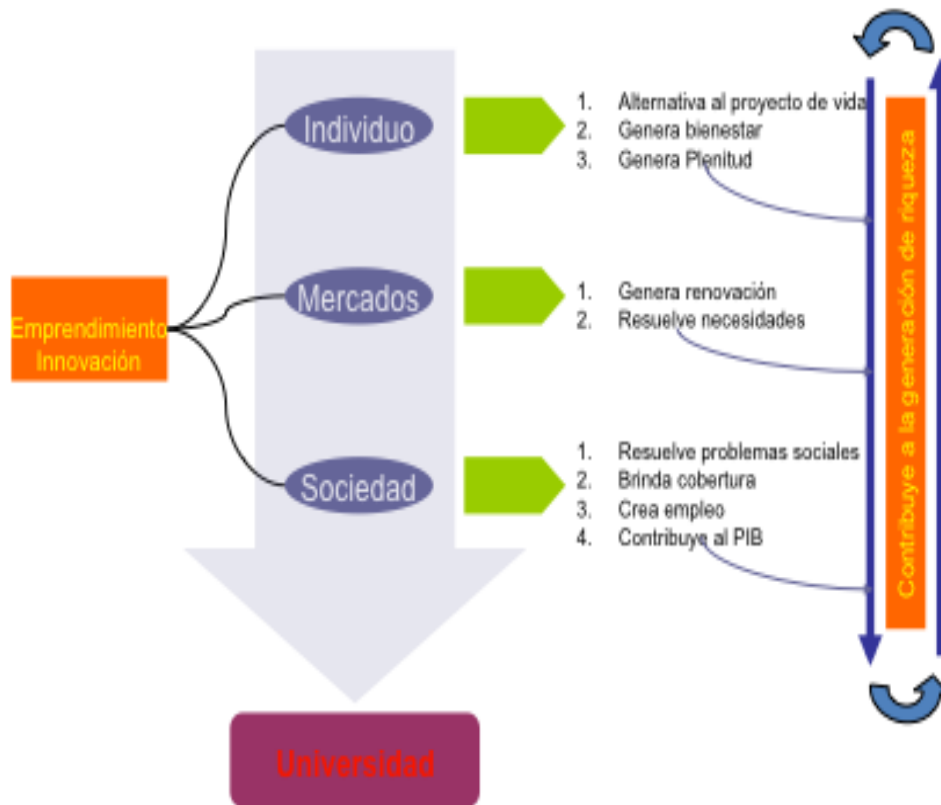 Emprendimiento
Innovación
Individuo
1. Alternativa al proyecto de vida
2. Genera bienestar
3. Genera Plenitud
Mercados
1. Genera renovación
2. Resuelve necesidades
Sociedad
1. Resuelve problemas sociales
2. Brinda cobertura
3. Crea empleo
4. Contribuye al PIB
Contribuye a la generación de riqueza
Universidad